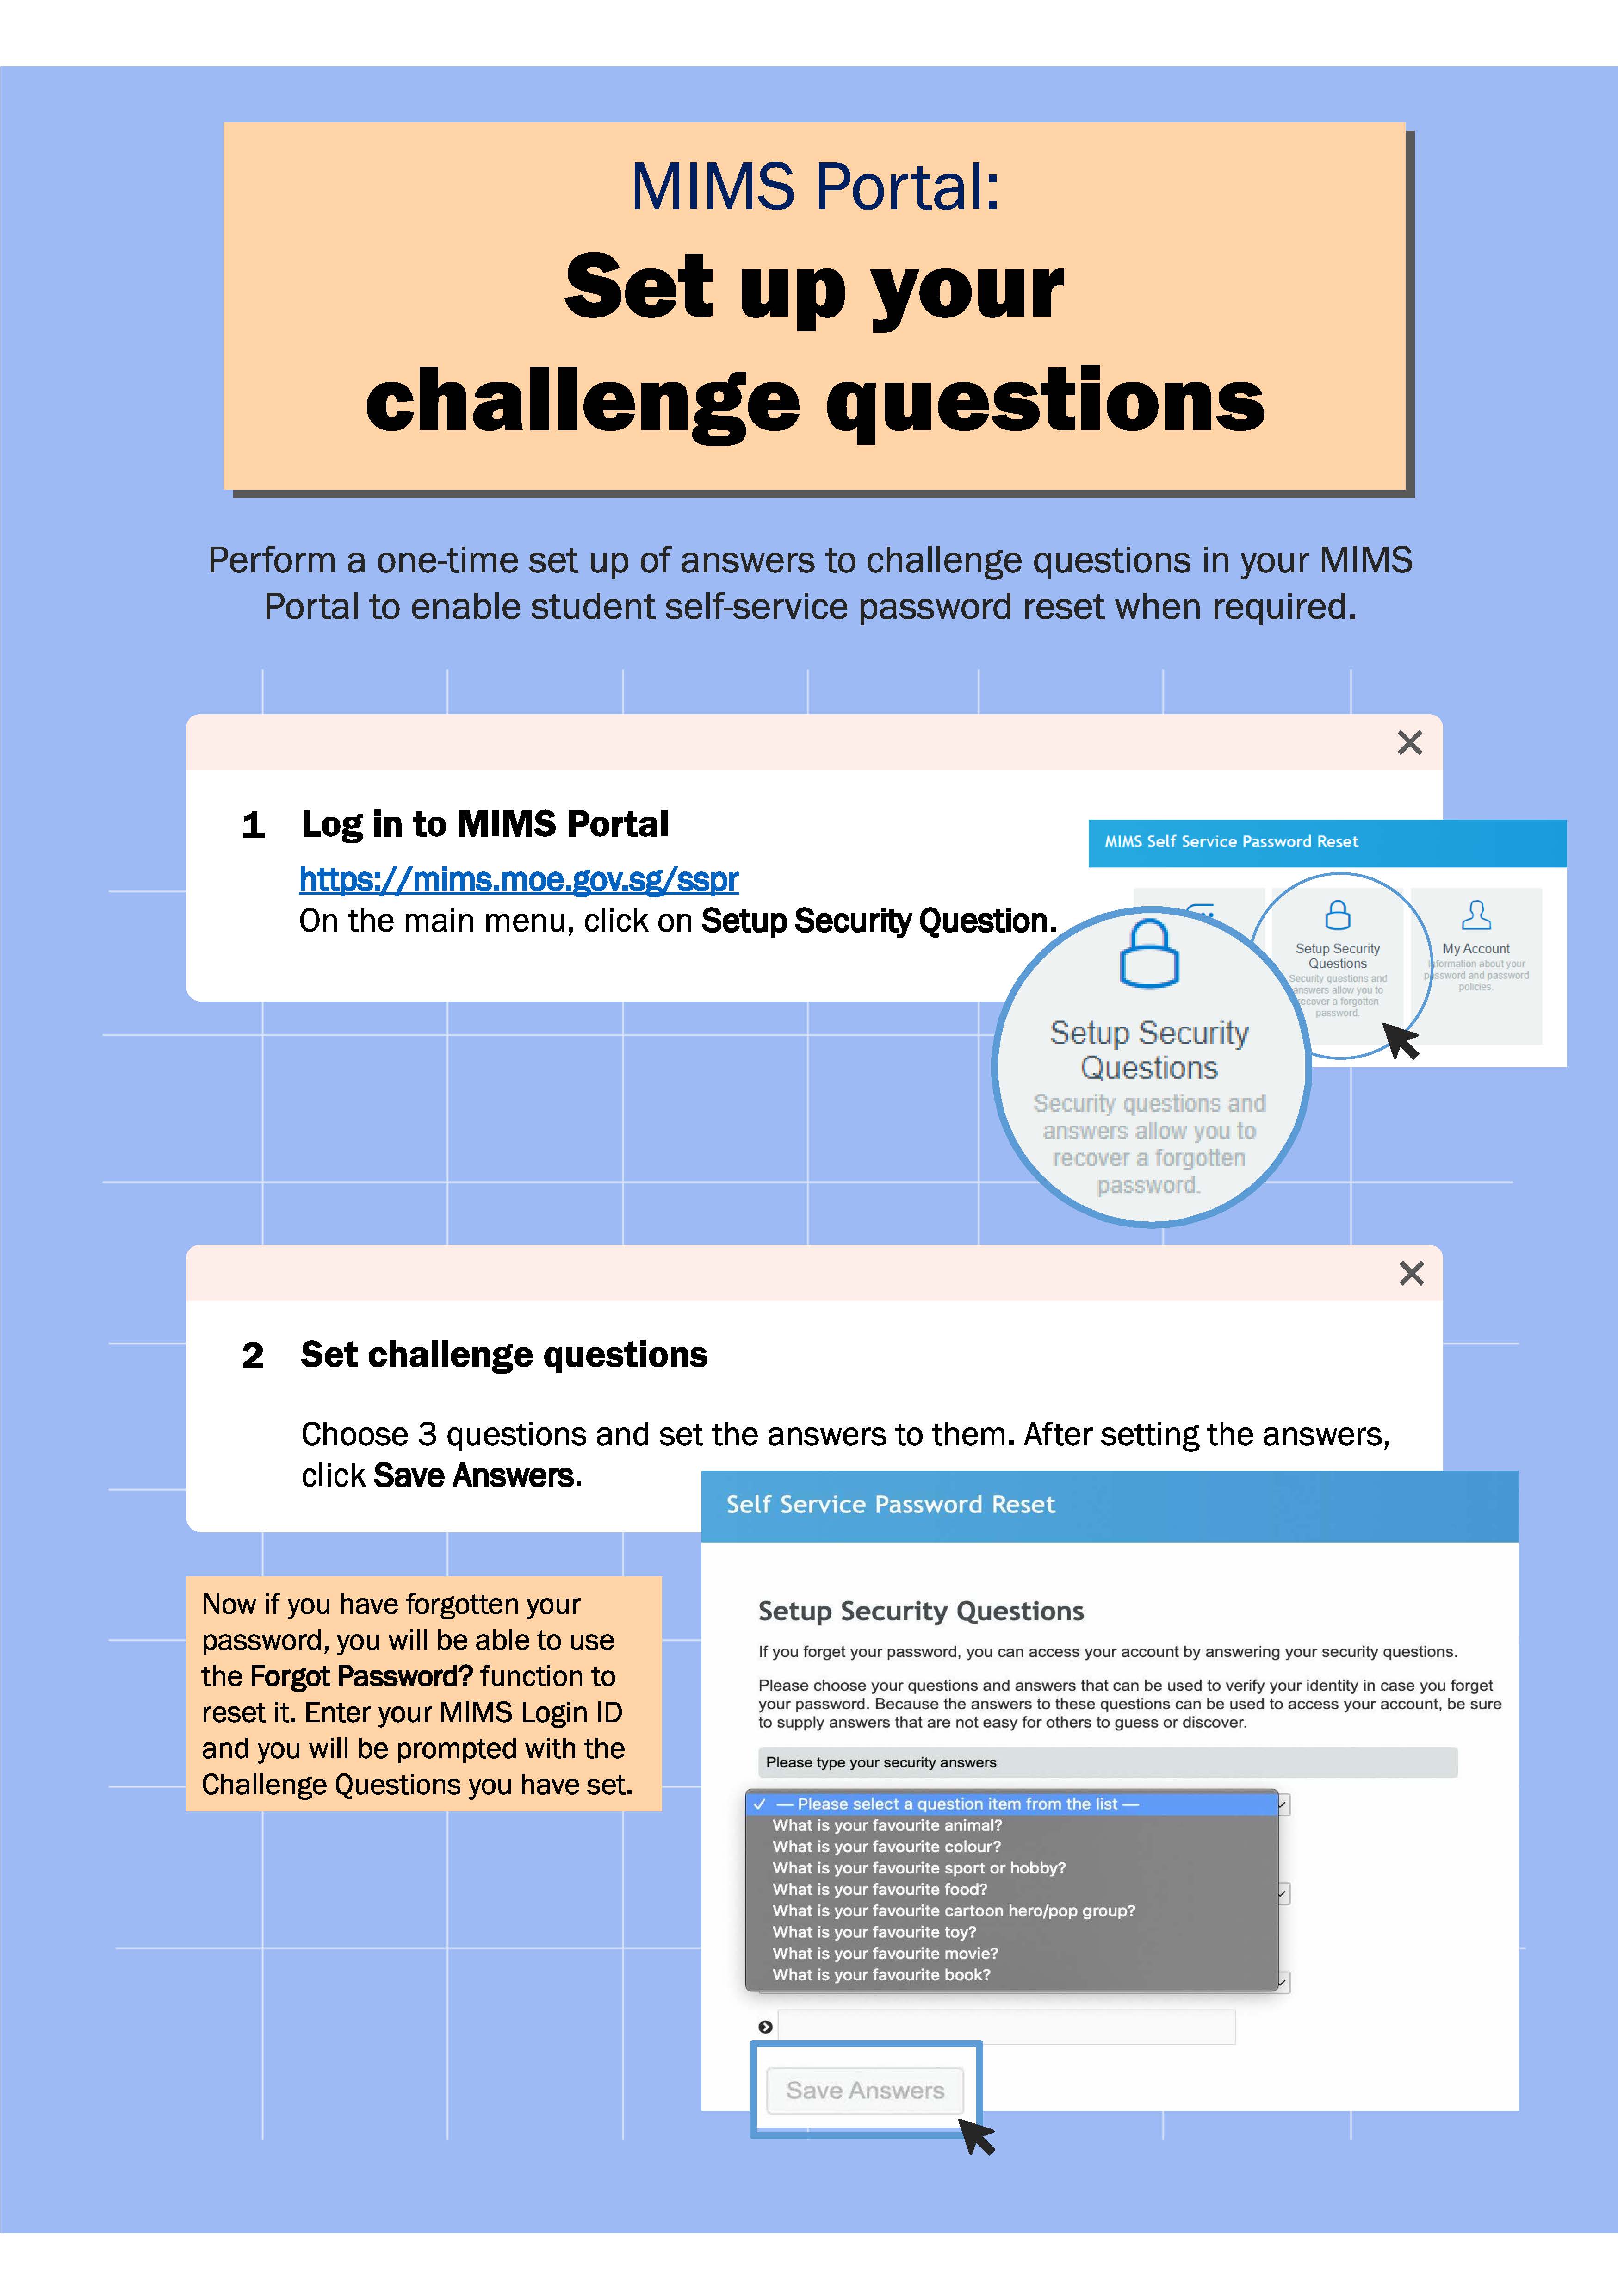 MIMS Portal:
Set up your
challenge questions
Perform a one-time set up of answers to challenge questions in your MIMS
Portal to enable student self-service password reset when required.
1 Log in to MIMS Portal
https://mims.moe.gov.sg/sspr
On the main menu, click on Setup Security Question.
MIMS Self Service Password Reset
Setup Security
Questions
Security questions and
answers allow you to
recover a forgotten
password.
My Account
Information about your
password and password
policies.
Setup Security
Questions
Security questions and
answers allow you to
recover a forgotten
password.
2 Set challenge questions
Choose 3 questions and set the answers to them. After setting the answers,
click Save Answers.
Now if you have forgotten your
password, you will be able to use
the Forgot Password? function to
reset it. Enter your MIMS Login ID
and you will be prompted with the
Challenge Questions you have set.
Self Service Password Reset
Setup Security Questions
If you forget your password, you can access your account by answering your security questions.
Please choose your questions and answers that can be used to verify your identity in case you forget
your password. Because the answers to these questions can be used to access your account, be sure
to supply answers that are not easy for others to guess or discover.
Please type your security answers
✓ — Please select a question item from the list —
What is your favourite animal?
What is your favourite colour?
What is your favourite sport or hobby?
What is your favourite food?
What is your favourite cartoon hero/pop group?
What is your favourite toy?
What is your favourite movie?
What is your favourite book?
Save Answers